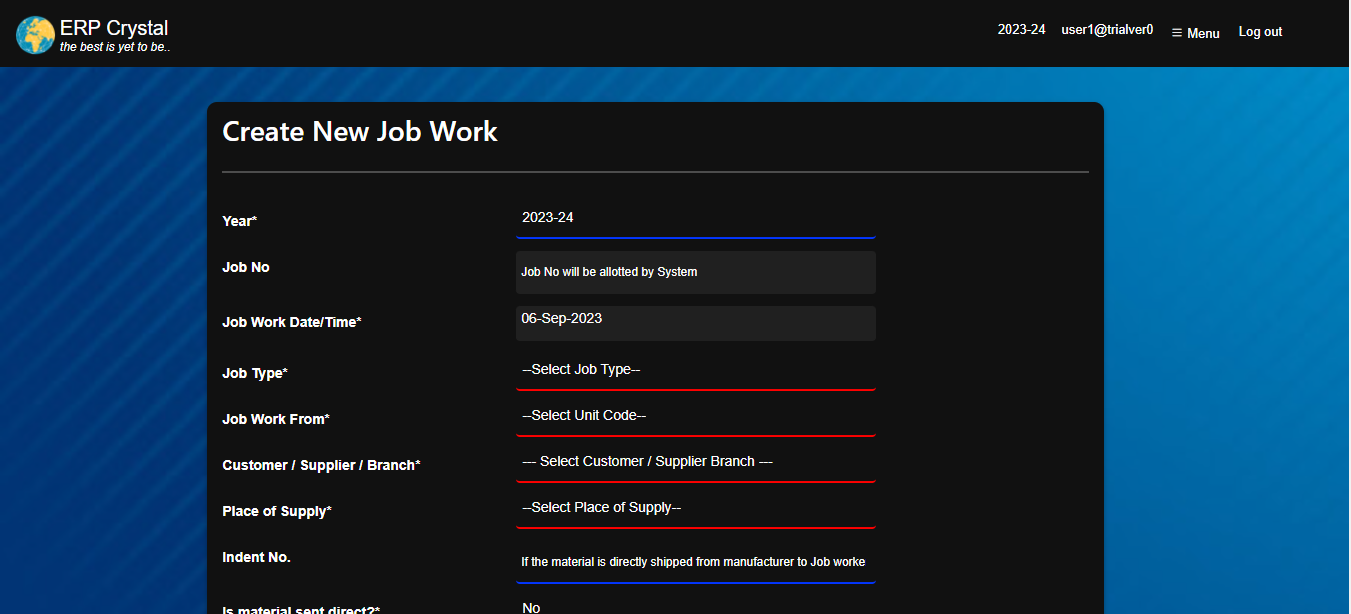 ERP Crystal
the best is yet to be..
2023-24 user1@trialver0 ☰ Menu Log out
Create New Job Work
Year* 2023-24
Job No Job No will be allotted by System
Job Work Date/Time* 06-Sep-2023
Job Type* --Select Job Type--
Job Work From* --Select Unit Code--
Customer / Supplier / Branch* --- Select Customer / Supplier Branch ---
Place of Supply* --Select Place of Supply--
Indent No. If the material is directly shipped from manufacturer to Job worke
Is material sent direct?* No